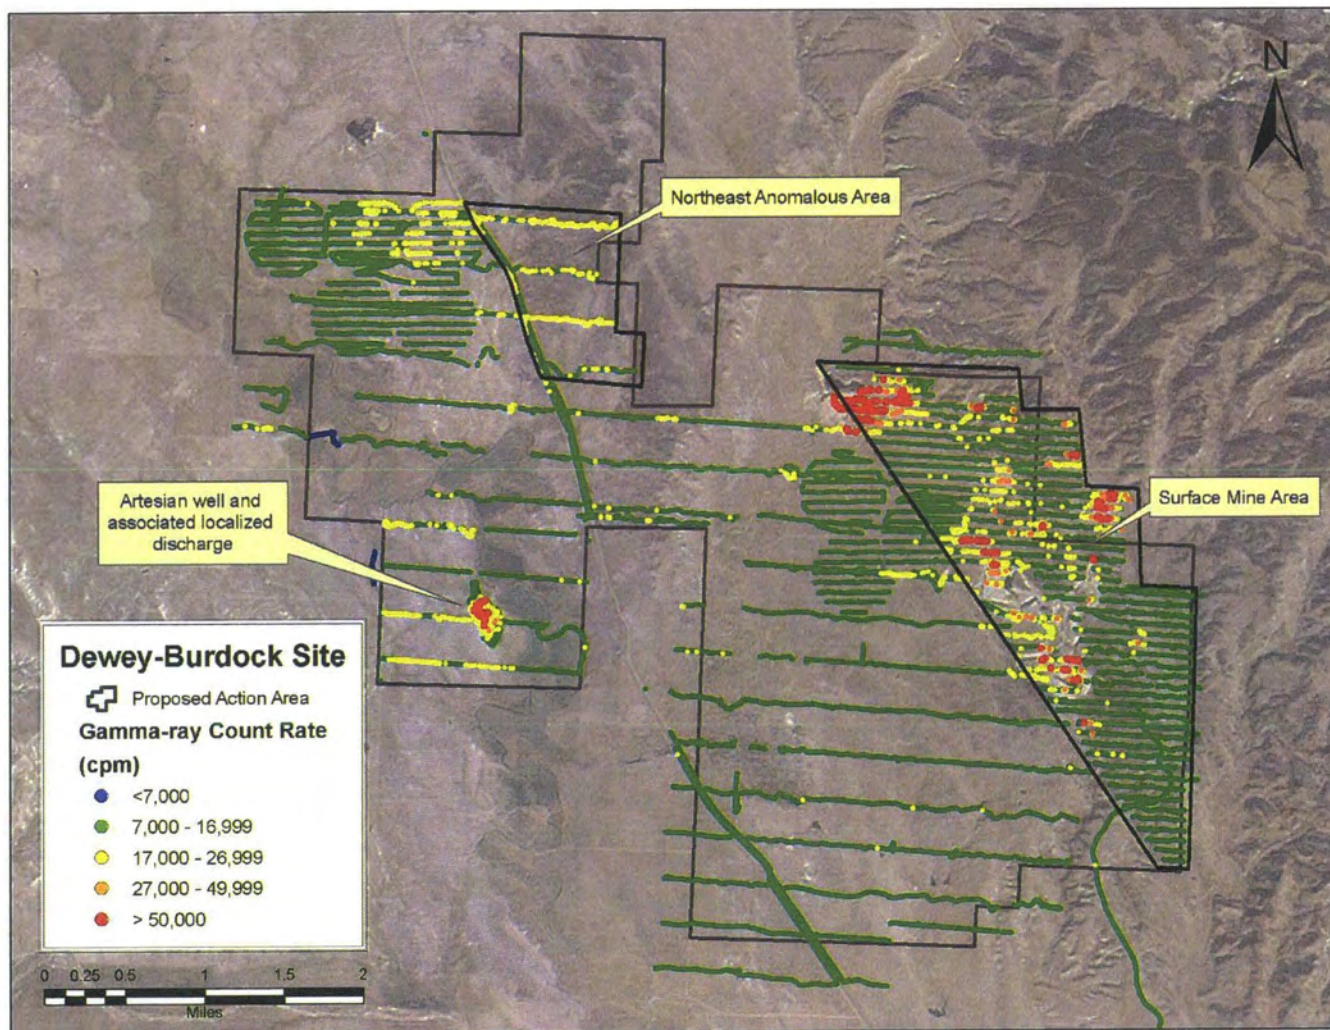 N
Northeast Anomalous Area
Surface Mine Area
Artesian well and
associated localized
discharge
Dewey-Burdock Site
Proposed Action Area
Gamma-ray Count Rate
(cpm)
<7,000
7,000 - 16,999
17,000 - 26,999
27,000 - 49,999
> 50,000
0 0.25 0.5 1 1.5 2
Miles